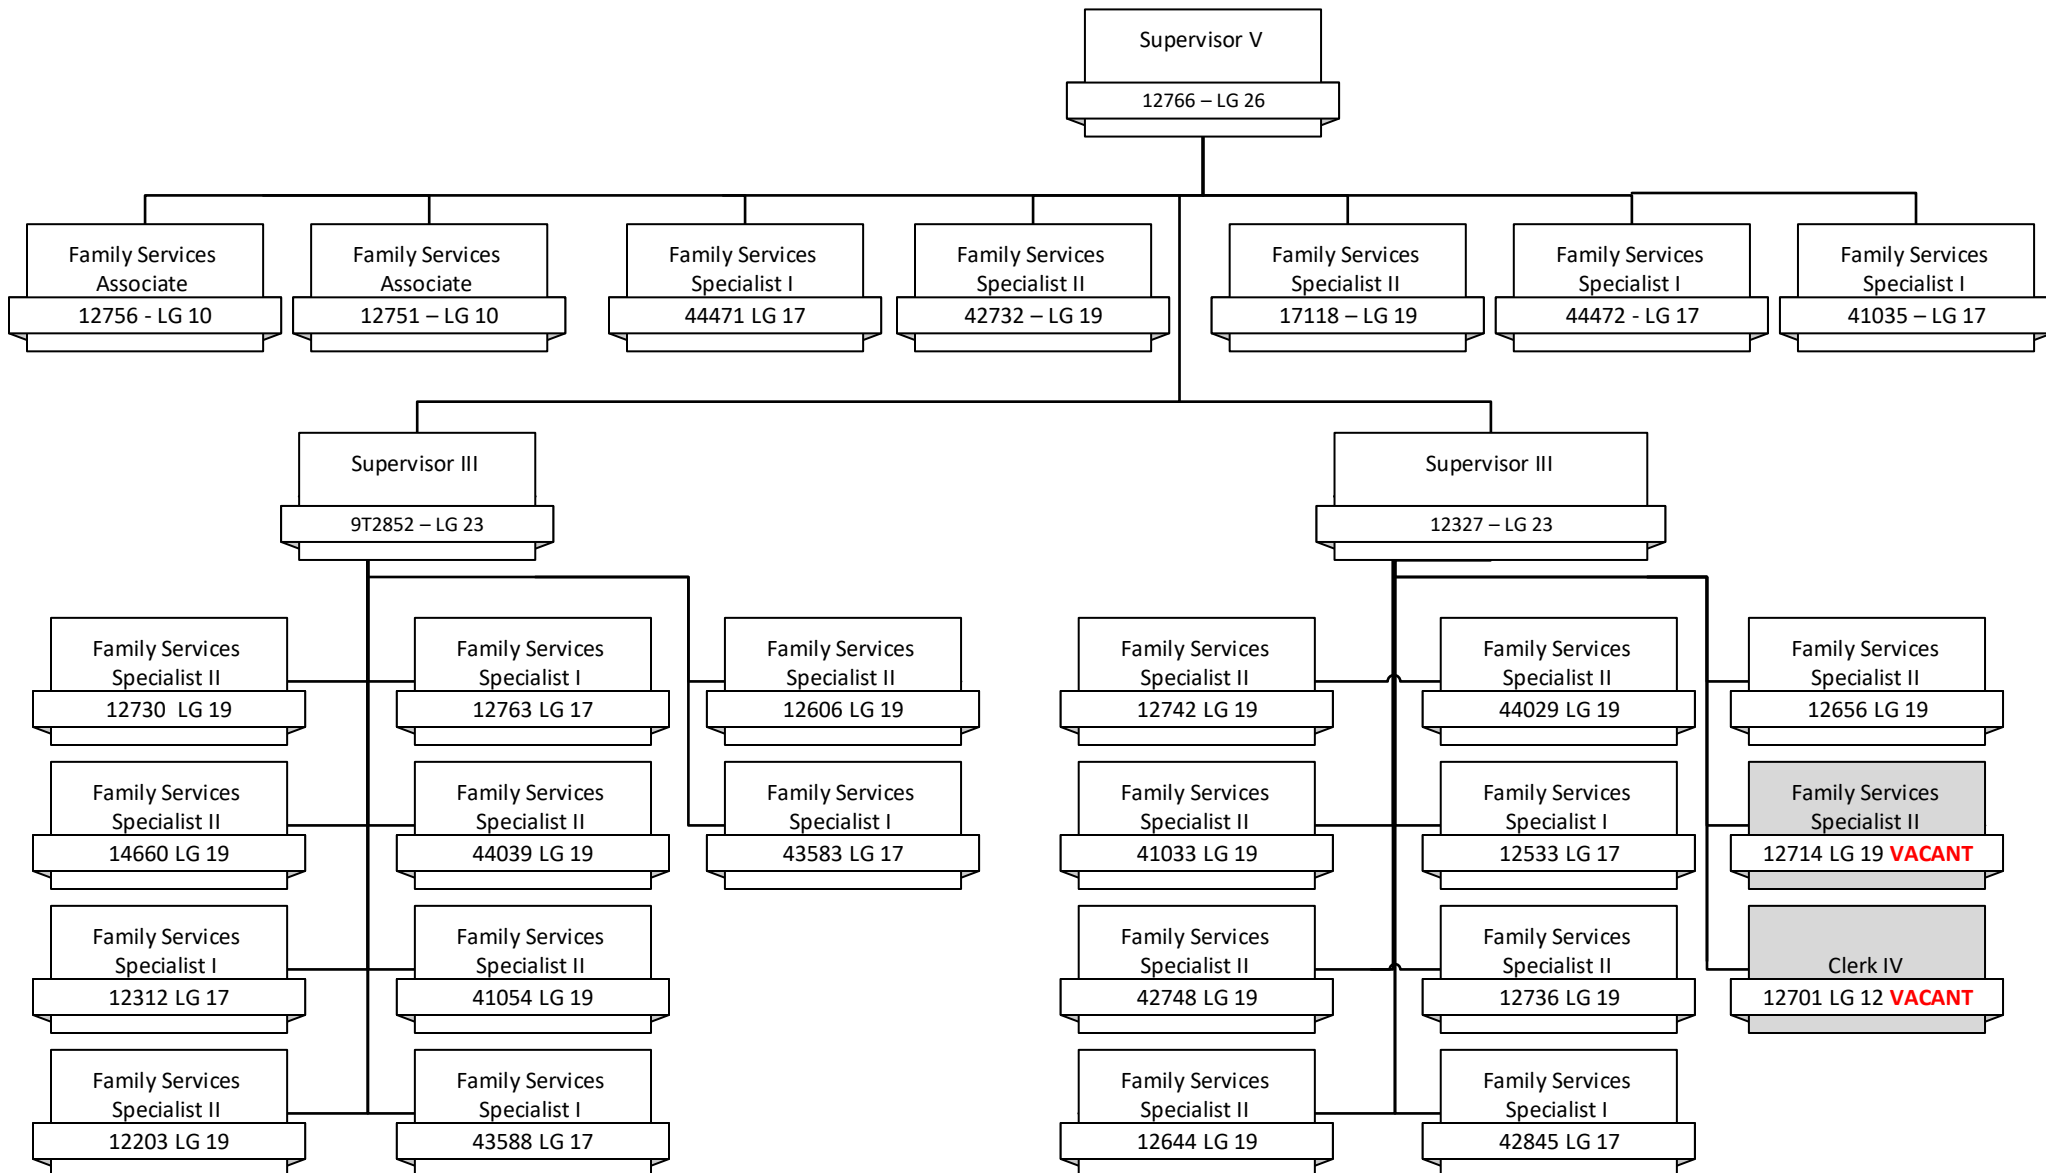 Supervisor V
12766 – LG 26
Family Services
Associate
12756 - LG 10
Family Services
Associate
12751 – LG 10
Family Services
Specialist I
44471 LG 17
Family Services
Specialist II
42732 – LG 19
Family Services
Specialist II
17118 – LG 19
Family Services
Specialist I
44472 - LG 17
Family Services
Specialist I
41035 – LG 17
Supervisor III
9T2852 – LG 23
Supervisor III
12327 – LG 23
Family Services
Specialist II
12730  LG 19
Family Services
Specialist I
12763 LG 17
Family Services
Specialist II
12606 LG 19
Family Services
Specialist II
12742 LG 19
Family Services
Specialist II
44029 LG 19
Family Services
Specialist II
12656 LG 19
Family Services
Specialist II
14660 LG 19
Family Services
Specialist II
44039 LG 19
Family Services
Specialist I
43583 LG 17
Family Services
Specialist II
41033 LG 19
Family Services
Specialist I
12533 LG 17
Family Services
Specialist II
12714 LG 19 VACANT
Family Services
Specialist I
12312 LG 17
Family Services
Specialist II
41054 LG 19
Family Services
Specialist II
42748 LG 19
Family Services
Specialist II
12736 LG 19
Clerk IV
12701 LG 12 VACANT
Family Services
Specialist II
12203 LG 19
Family Services
Specialist I
43588 LG 17
Family Services
Specialist II
12644 LG 19
Family Services
Specialist I
42845 LG 17